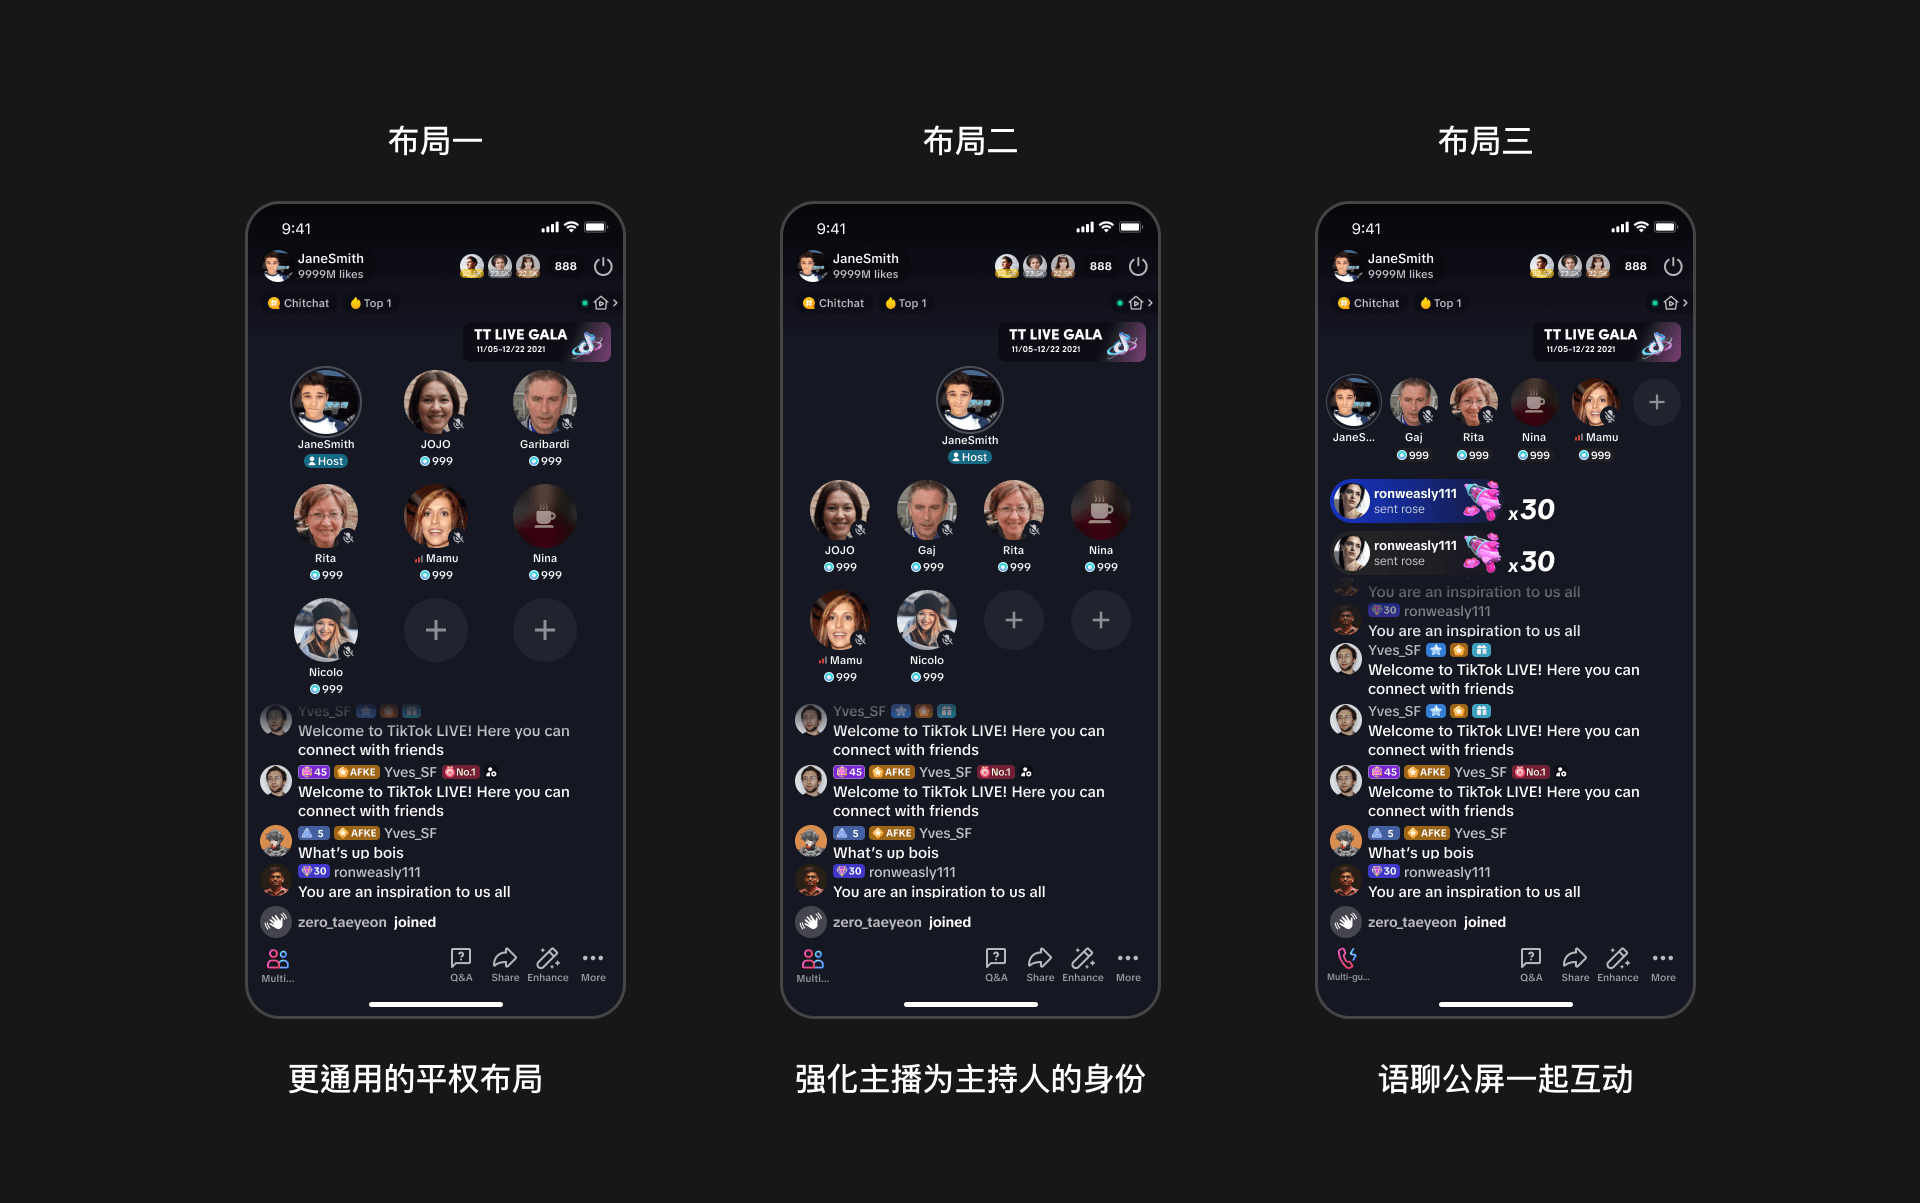 布局一
9:41
JaneSmith
9999M likes
888
Chitchat
Top 1
TT LIVE GALA
11/05-12/22 2021
JaneSmith
Host
JOJO
999
Garibardi
999
Rita
999
Mamu
999
Nina
999
Nicolo
999
Yves_SF
Welcome to TikTok LIVE! Here you can
connect with friends
45 AFKE Yves_SF No.1
Welcome to TikTok LIVE! Here you can
connect with friends
5 AFKE Yves_SF
What's up bois
30 ronweasly111
You are an inspiration to us all
zero_taeyeon joined
Multi...
Q&A
Share
Enhance
More
更通用的平权布局
布局二
9:41
JaneSmith
9999M likes
888
Chitchat
Top 1
TT LIVE GALA
11/05-12/22 2021
JaneSmith
Host
JOJO
999
Gaj
999
Rita
999
Nina
999
Mamu
999
Nicolo
999
Yves_SF
Welcome to TikTok LIVE! Here you can
connect with friends
45 AFKE Yves_SF No.1
Welcome to TikTok LIVE! Here you can
connect with friends
5 AFKE Yves_SF
What's up bois
30 ronweasly111
You are an inspiration to us all
zero_taeyeon joined
Multi...
Q&A
Share
Enhance
More
强化主播为主持人的身份
布局三
9:41
JaneSmith
9999M likes
888
Chitchat
Top 1
TT LIVE GALA
11/05-12/22 2021
JaneS...
Gaj
999
Rita
999
Nina
999
Mamu
999
ronweasly111
sent rose
x30
ronweasly111
sent rose
x30
You are an inspiration to us all
30 ronweasly111
You are an inspiration to us all
Yves_SF
Welcome to TikTok LIVE! Here you can
connect with friends
Yves_SF
Welcome to TikTok LIVE! Here you can
connect with friends
45 AFKE Yves_SF No.1
Welcome to TikTok LIVE! Here you can
connect with friends
5 AFKE Yves_SF
What's up bois
30 ronweasly111
You are an inspiration to us all
zero_taeyeon joined
Multi-gu...
Q&A
Share
Enhance
More
语聊公屏一起互动